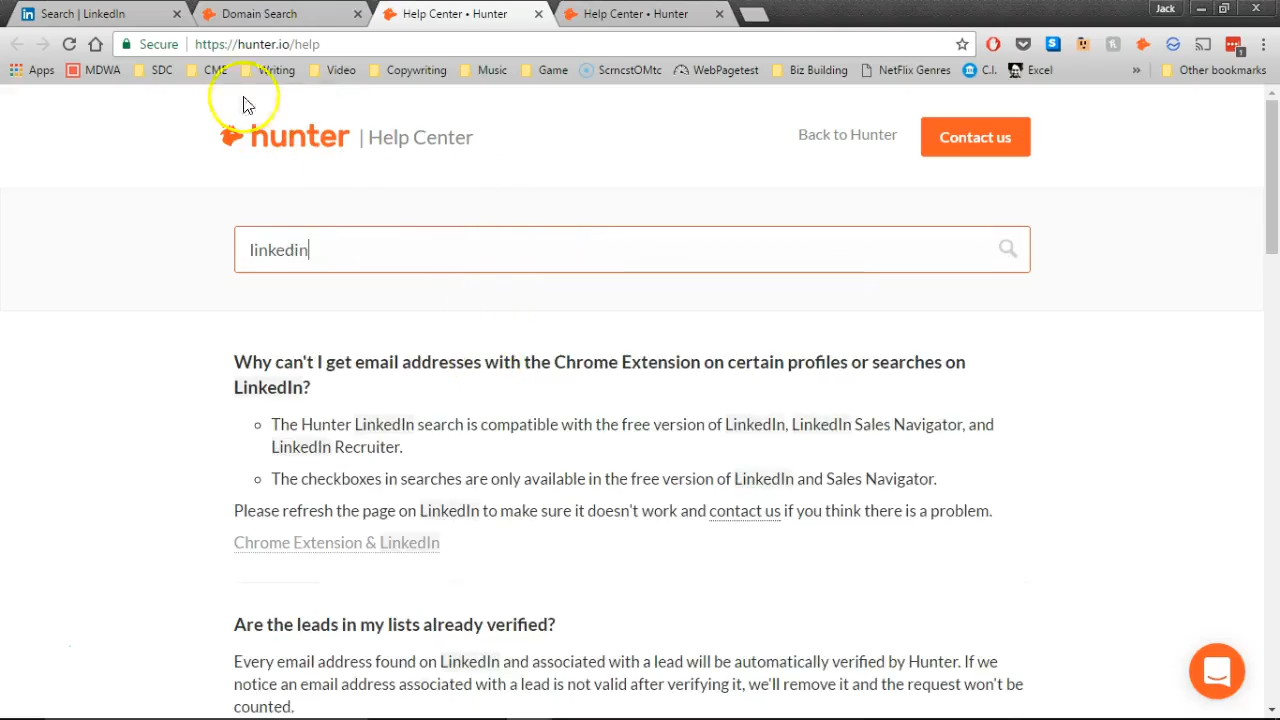 Search | LinkedIn
Domain Search
Help Center • Hunter
Help Center • Hunter
Jack
Secure
https://hunter.io/help
1
Apps
MDWA
SDC
CME
Writing
Video
Copywriting
Music
Game
ScrncstOMtc
WebPagetest
Biz Building
NetFlix Genres
C.I.
Excel
»
Other bookmarks
hunter | Help Center
Back to Hunter
Contact us
linkedin
Why can't I get email addresses with the Chrome Extension on certain profiles or searches on
LinkedIn?
The Hunter LinkedIn search is compatible with the free version of LinkedIn, LinkedIn Sales Navigator, and
LinkedIn Recruiter.
The checkboxes in searches are only available in the free version of LinkedIn and Sales Navigator.
Please refresh the page on LinkedIn to make sure it doesn't work and contact us if you think there is a problem.
Chrome Extension & LinkedIn
Are the leads in my lists already verified?
Every email address found on LinkedIn and associated with a lead will be automatically verified by Hunter. If we
notice an email address associated with a lead is not valid after verifying it, we'll remove it and the request won't be
counted.